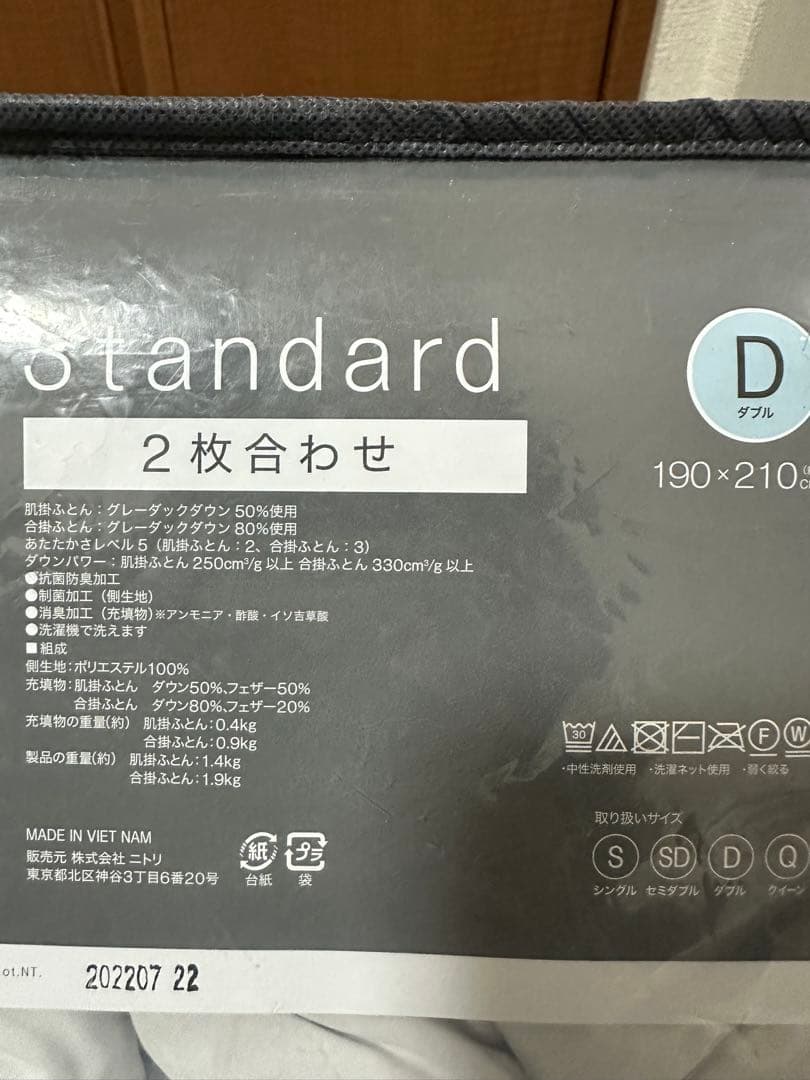 Standard
D
ダブル
2枚合わせ
190×210
肌掛ふとん：グレーダックダウン 50%使用
合掛ふとん：グレーダックダウン 80%使用
あたたかさレベル 5（肌掛ふとん：2、合掛ふとん：3）
ダウンパワー：肌掛ふとん 250cm³/g 以上 合掛ふとん 330cm³/g 以上
●抗菌防臭加工
●制菌加工（側生地）
●消臭加工（充填物）※アンモニア・酢酸・イソ吉草酸
●洗濯機で洗えます
■組成
側生地：ポリエステル100%
充填物：肌掛ふとん ダウン50%、フェザー50%
合掛ふとん ダウン80%、フェザー20%
充填物の重量(約) 肌掛ふとん：0.4kg
合掛ふとん：0.9kg
製品の重量(約) 肌掛ふとん：1.4kg
合掛ふとん：1.9kg
30 F W
・中性洗剤使用 ・洗濯ネット使用 ・弱く絞る
取り扱いサイズ
S SD D Q
シングル セミダブル ダブル クイーン
MADE IN VIET NAM
販売元 株式会社 ニトリ
東京都北区神谷3丁目6番20号
紙 プラ
台紙 袋
ot.NT. 202207 22